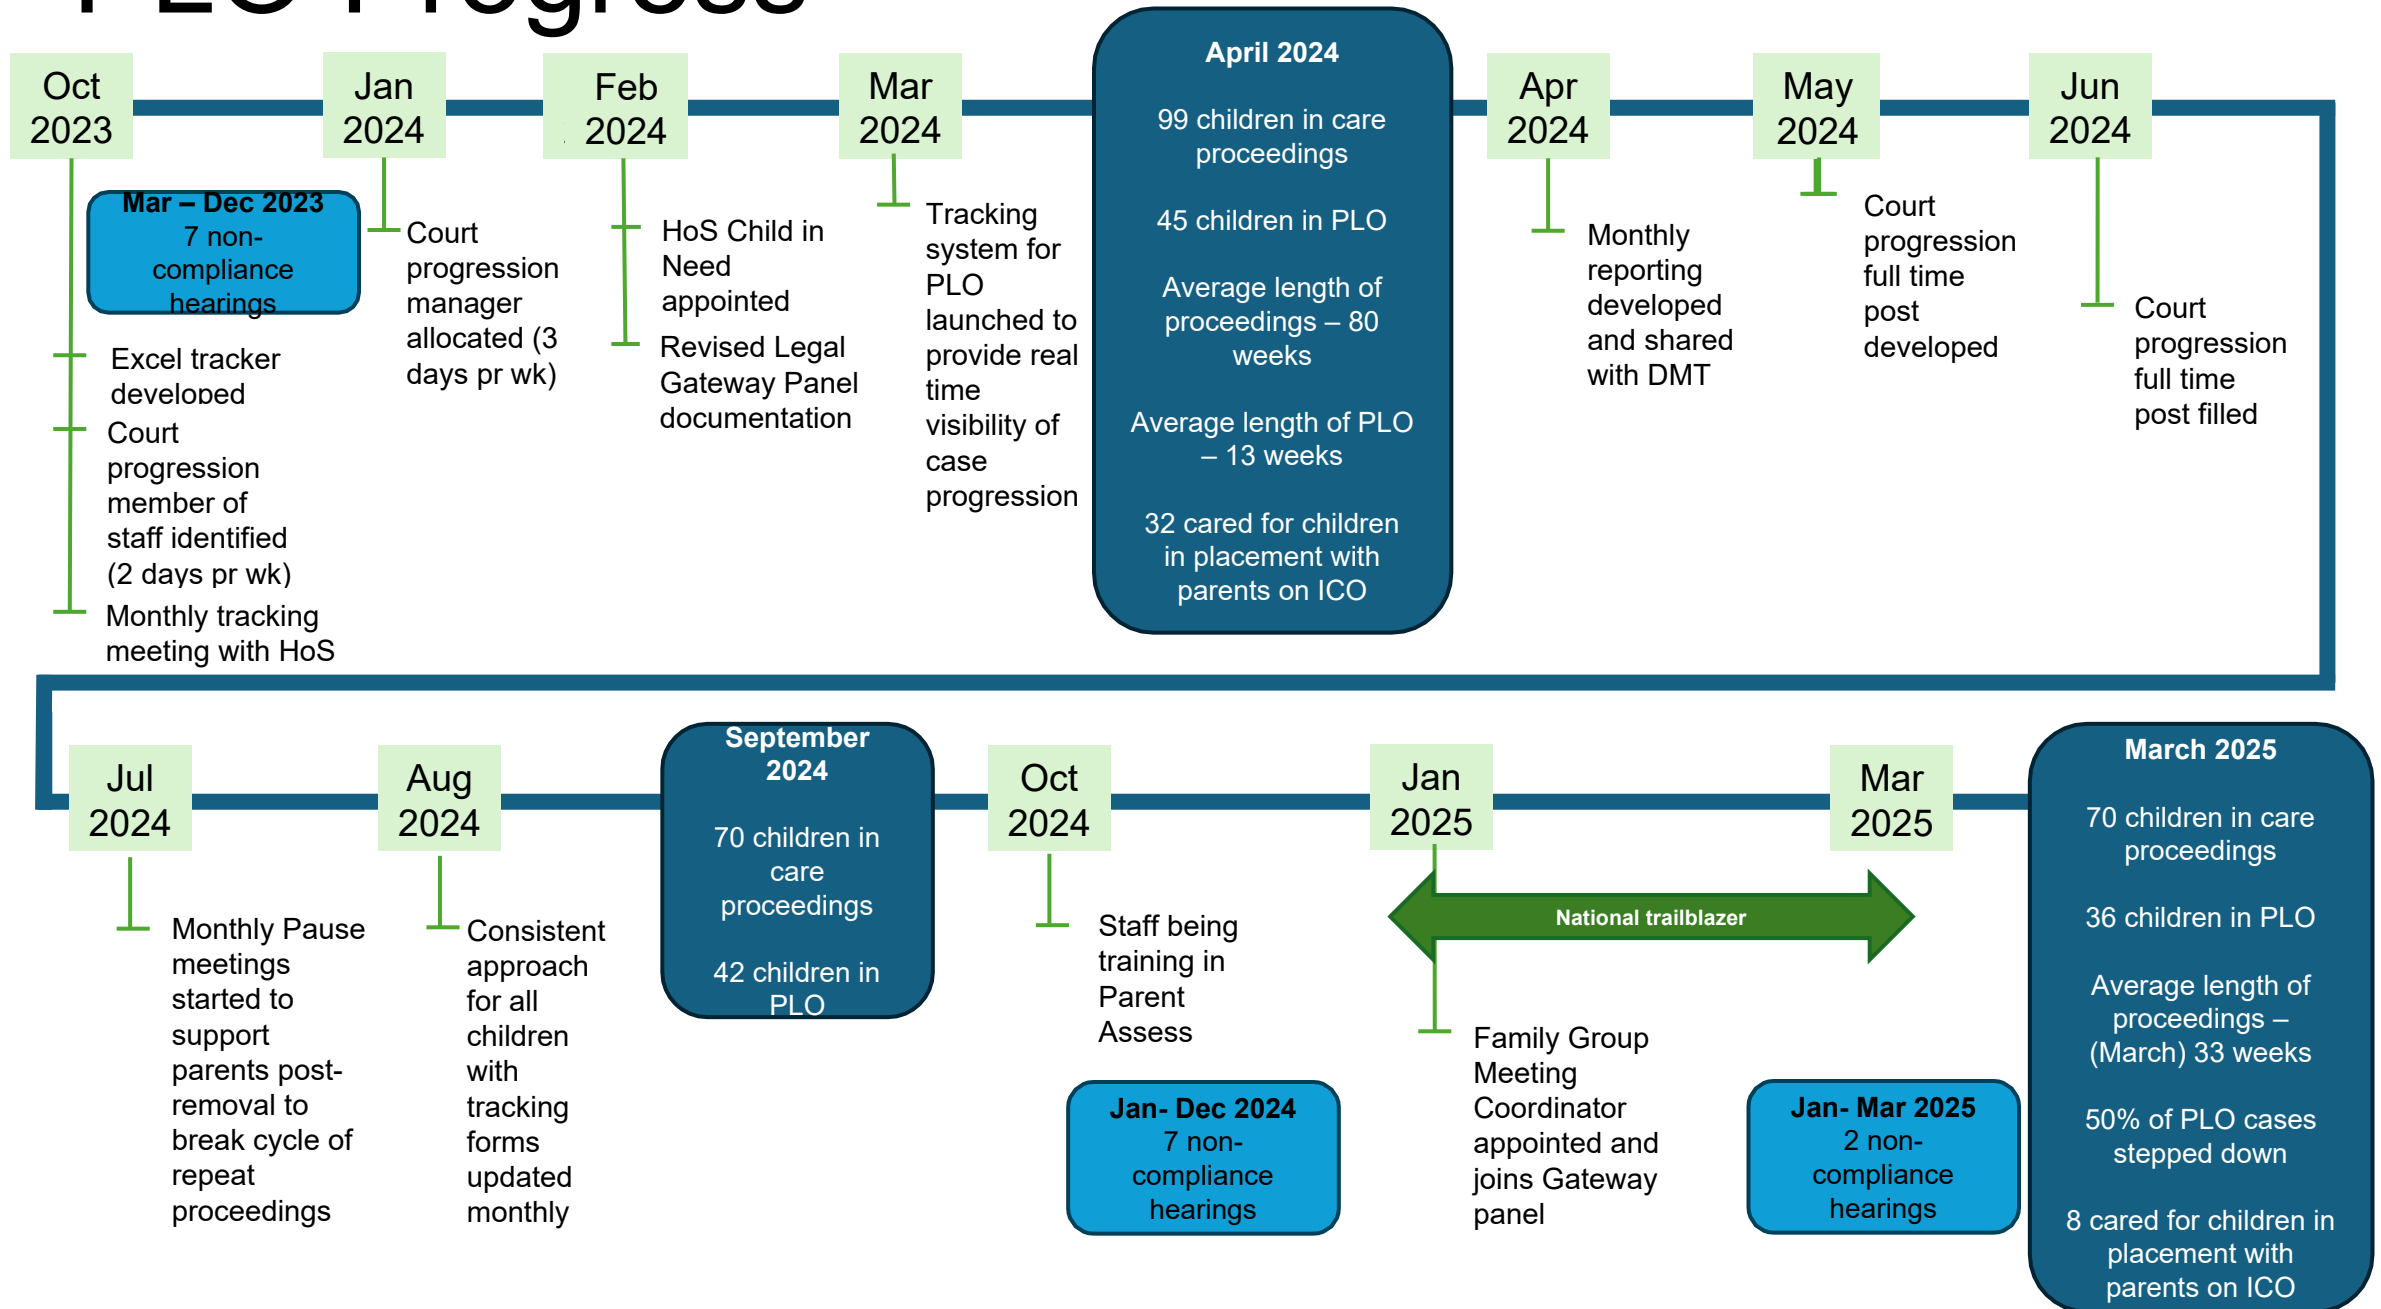 PLO Progress
Oct
2023
Jan
2024
Feb
2024
Mar
2024
April 2024
99 children in care
proceedings
45 children in PLO
Average length of
proceedings – 80
weeks
Average length of PLO
– 13 weeks
32 cared for children
in placement with
parents on ICO
Apr
2024
May
2024
Jun
2024
Mar – Dec 2023
7 non-
compliance
hearings
Excel tracker
developed
Court
progression
member of
staff identified
(2 days pr wk)
Monthly tracking
meeting with HoS
Court
progression
manager
allocated (3
days pr wk)
HoS Child in
Need
appointed
Revised Legal
Gateway Panel
documentation
Tracking
system for
PLO
launched to
provide real
time
visibility of
case
progression
Monthly
reporting
developed
and shared
with DMT
Court
progression
full time
post
developed
Court
progression
full time
post filled
Jul
2024
Aug
2024
September
2024
70 children in
care
proceedings
42 children in
PLO
Oct
2024
Jan
2025
Mar
2025
March 2025
70 children in care
proceedings
36 children in PLO
Average length of
proceedings –
(March) 33 weeks
50% of PLO cases
stepped down
8 cared for children in
placement with
parents on ICO
Monthly Pause
meetings
started to
support
parents post-
removal to
break cycle of
repeat
proceedings
Consistent
approach
for all
children
with
tracking
forms
updated
monthly
Staff being
training in
Parent
Assess
Jan- Dec 2024
7 non-
compliance
hearings
National trailblazer
Family Group
Meeting
Coordinator
appointed and
joins Gateway
panel
Jan- Mar 2025
2 non-
compliance
hearings